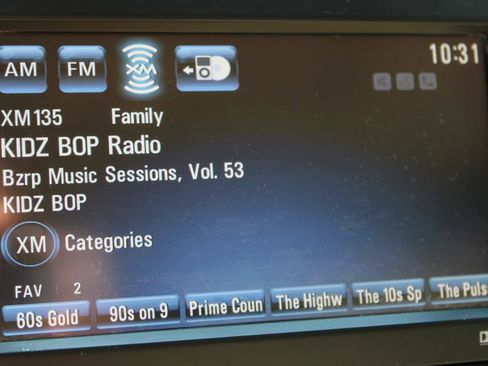 AM FM XM 10:31
XM 135 Family
KIDZ BOP Radio
Bzrp Music Sessions, Vol. 53
KIDZ BOP
XM Categories
FAV 2
60s Gold 90s on 9 Prime Coun The Highw The 10s Sp The Puls